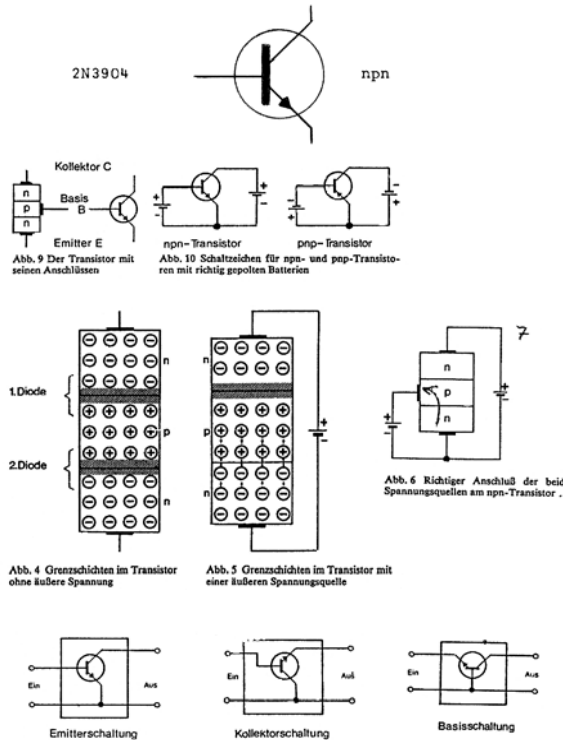 2N3904
npn
Kollektor C
n
p
n
Basis
B
Emitter E
+
-
+
-
npn-Transistor
-
+
-
+
pnp-Transistor
Abb. 9 Der Transistor mit
seinen Anschlüssen
Abb. 10 Schaltzeichen für npn- und pnp-Transisto-
ren mit richtig gepolten Batterien
1.Diode
2.Diode
n
p
n
n
p
n
+
-
7
n
p
n
+
-
+
-
Abb. 6 Richtiger Anschluß der beid
Spannungsquellen am npn-Transistor .
Abb. 4 Grenzschichten im Transistor
ohne äußere Spannung
Abb. 5 Grenzschichten im Transistor mit
einer äußeren Spannungsquelle
Ein
Aus
Emitterschaltung
Ein
Auß
Kollektorschaltung
Ein
Aus
Basisschaltung